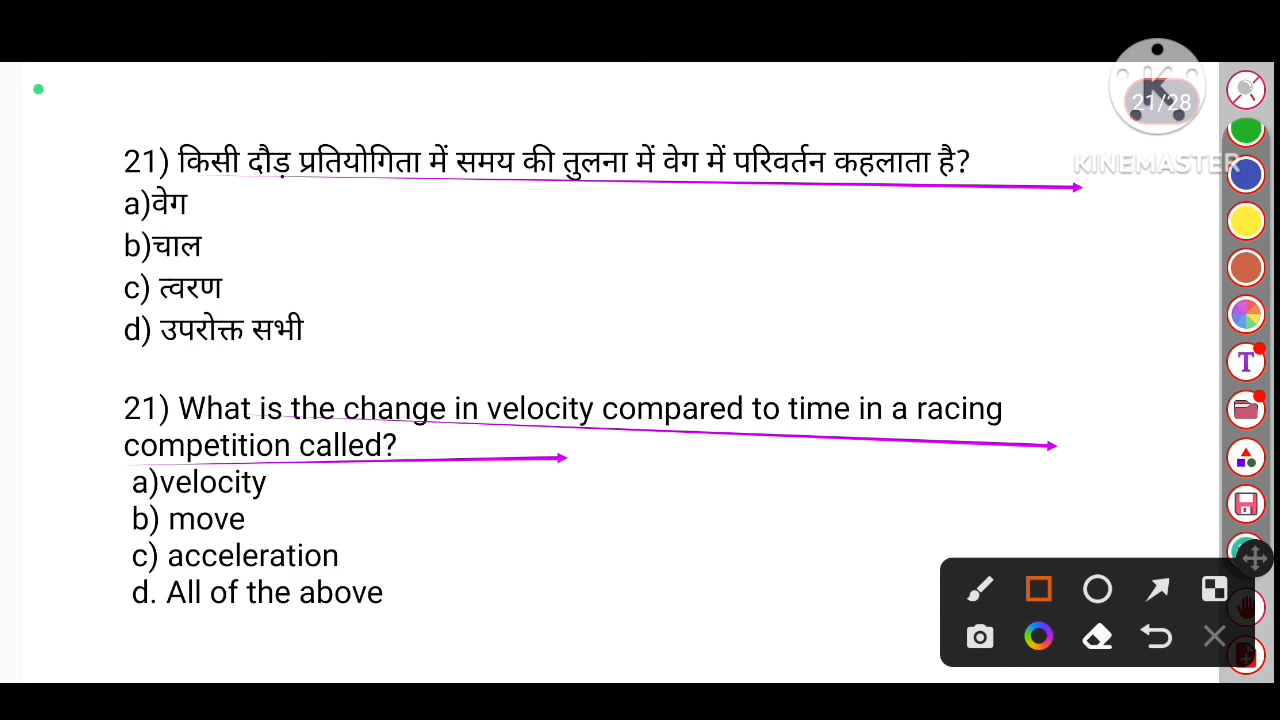 21/28
KINEMASTER
21) किसी दौड़ प्रतियोगिता में समय की तुलना में वेग में परिवर्तन कहलाता है?
a)वेग
b)चाल
c) त्वरण
d) उपरोक्त सभी
21) What is the change in velocity compared to time in a racing
competition called?
a)velocity
b) move
c) acceleration
d. All of the above
T